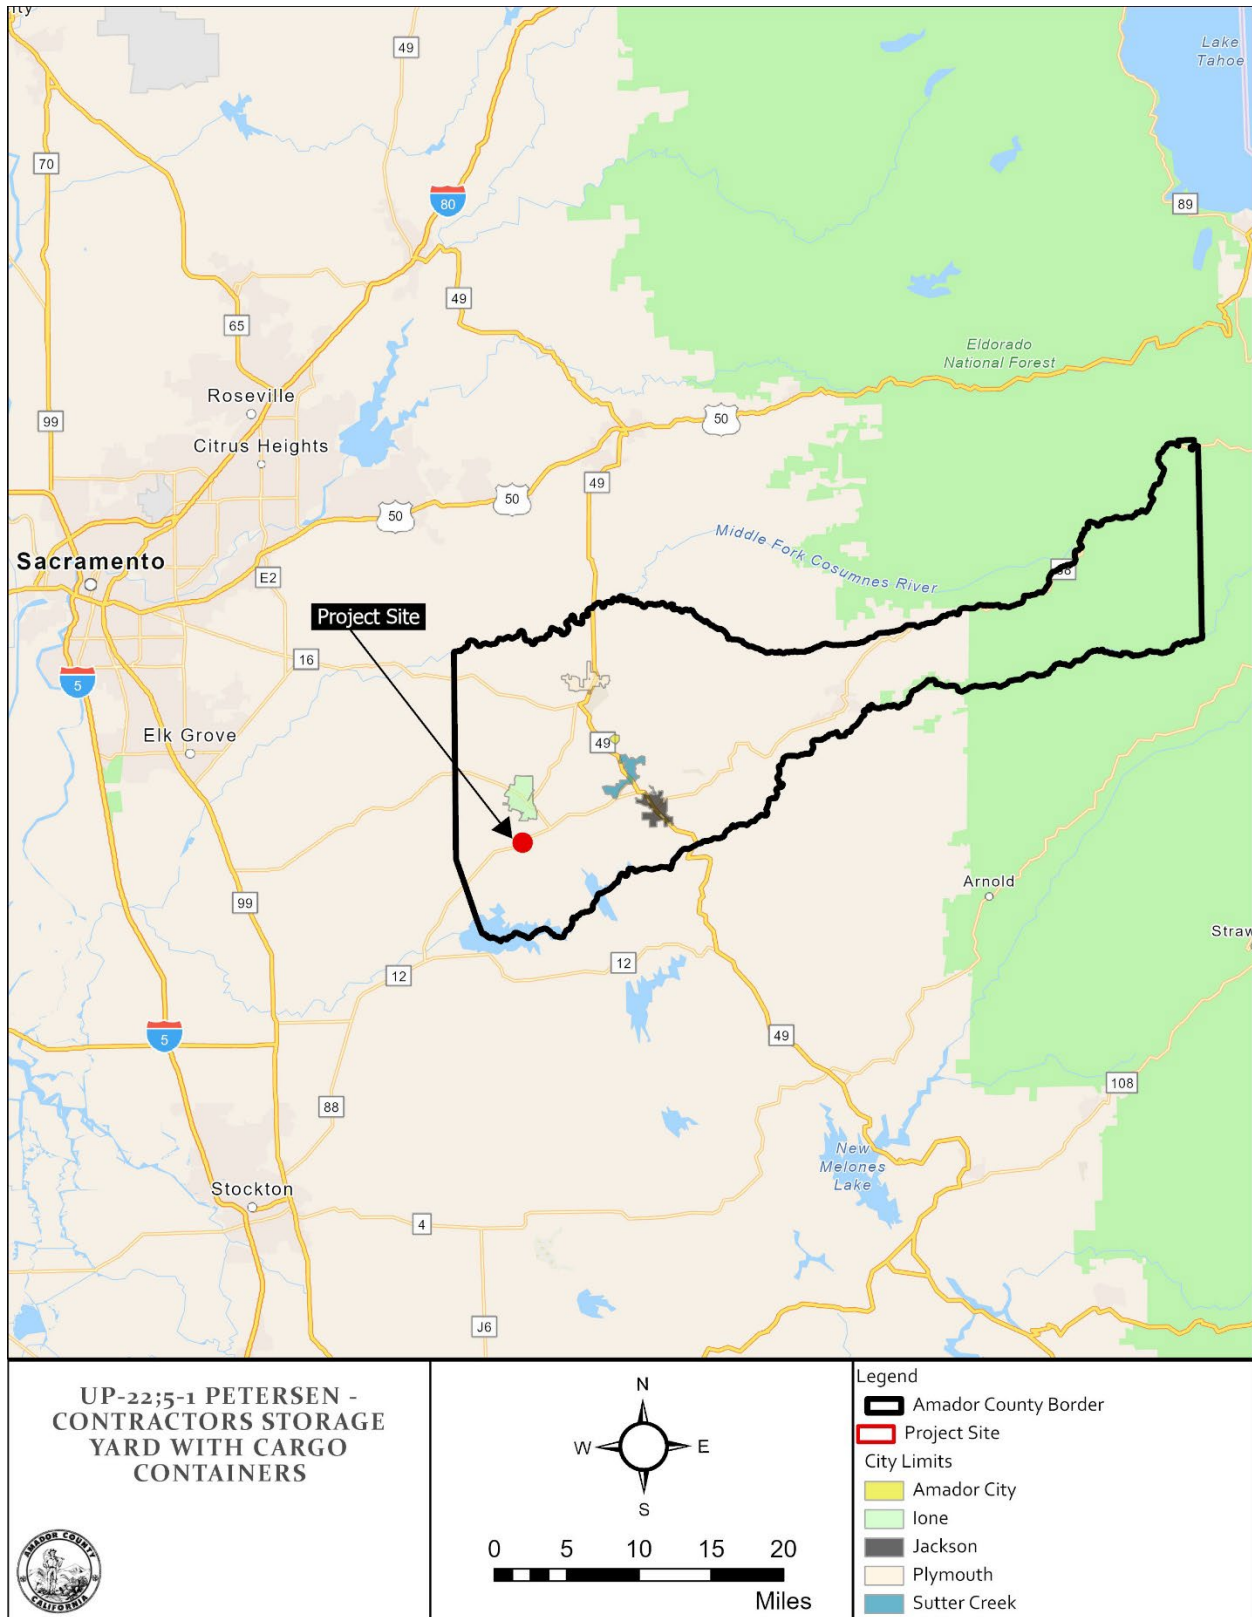 ity
49
Lake
Tahoe
70
80
89
49
65
Eldorado
National Forest
Roseville
99
50
Citrus Heights
49
50
50
Middle Fork Cosumnes River
Sacramento
E2
Project Site
16
5
Elk Grove
49
Arnold
99
Straw
12
12
5
49
88
108
New
Melones
Lake
Stockton
4
J6
UP-22;5-1 PETERSEN -
CONTRACTORS STORAGE
YARD WITH CARGO
CONTAINERS
AMADOR COUNTY
CALIFORNIA
N
W
E
S
0 5 10 15 20
Miles
Legend
Amador County Border
Project Site
City Limits
Amador City
Ione
Jackson
Plymouth
Sutter Creek